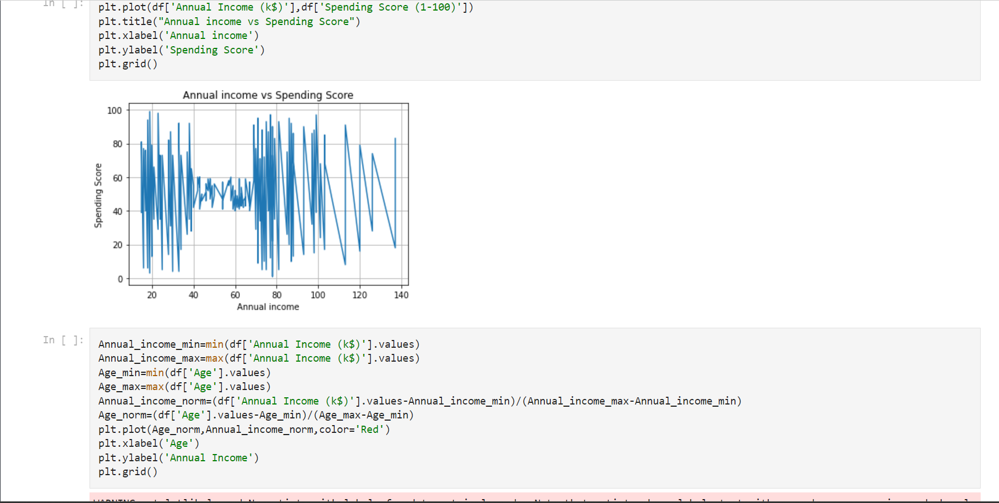 In [ ]:
plt.plot(df['Annual Income (k$)'],df['Spending Score (1-100)'])
plt.title("Annual income vs Spending Score")
plt.xlabel('Annual income')
plt.ylabel('Spending Score')
plt.grid()
Annual income vs Spending Score
100
80
60
40
20
0
Spending Score
20 40 60 80 100 120 140
Annual income
In [ ]:
Annual_income_min=min(df['Annual Income (k$)'].values)
Annual_income_max=max(df['Annual Income (k$)'].values)
Age_min=min(df['Age'].values)
Age_max=max(df['Age'].values)
Annual_income_norm=(df['Annual Income (k$)'].values-Annual_income_min)/(Annual_income_max-Annual_income_min)
Age_norm=(df['Age'].values-Age_min)/(Age_max-Age_min)
plt.plot(Age_norm,Annual_income_norm,color='Red')
plt.xlabel('Age')
plt.ylabel('Annual Income')
plt.grid()